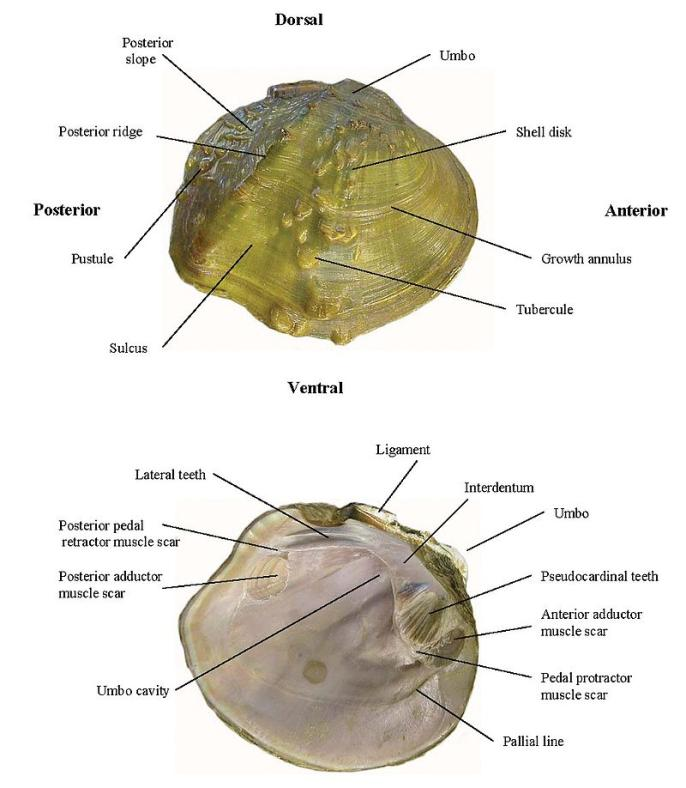 Dorsal
Posterior
slope
Umbo
Posterior ridge
Shell disk
Posterior
Anterior
Pustule
Growth annulus
Tubercule
Sulcus
Ventral
Ligament
Lateral teeth
Interdentum
Umbo
Posterior pedal
retractor muscle scar
Posterior adductor
muscle scar
Pseudocardinal teeth
Anterior adductor
muscle scar
Umbo cavity
Pedal protractor
muscle scar
Pallial line